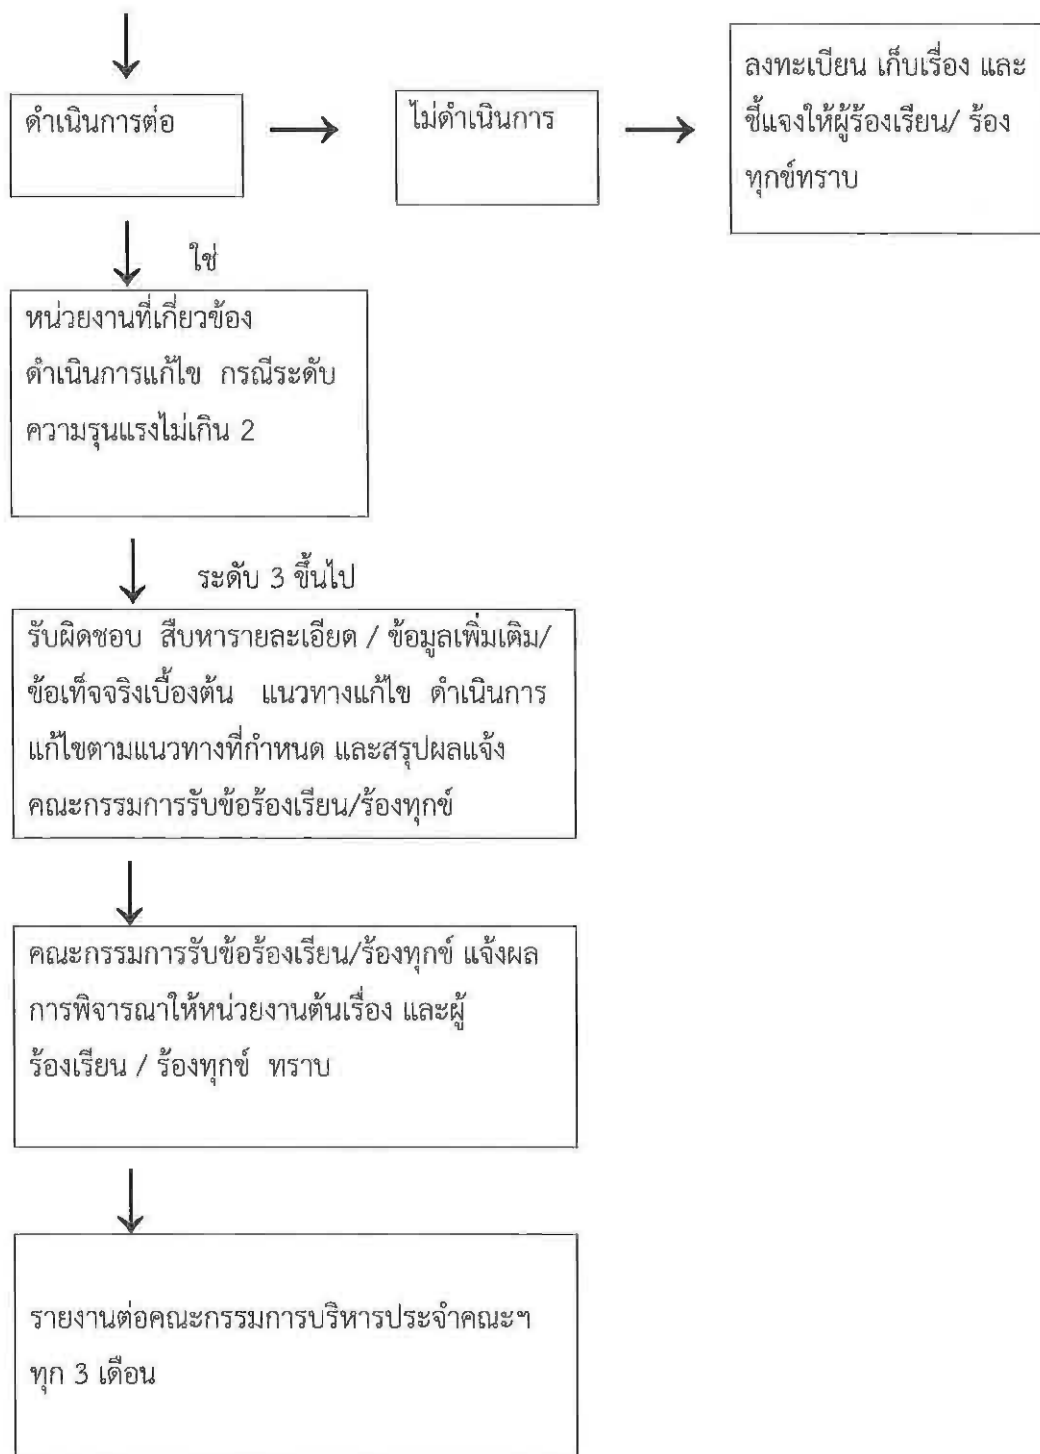 ดำเนินการต่อ
ไม่ดำเนินการ
ลงทะเบียน เก็บเรื่อง และ
ชี้แจงให้ผู้ร้องเรียน/ ร้อง
ทุกข์ทราบ
ใช่
หน่วยงานที่เกี่ยวข้อง
ดำเนินการแก้ไข กรณีระดับ
ความรุนแรงไม่เกิน 2
ระดับ 3 ขึ้นไป
รับผิดชอบ สืบหารายละเอียด / ข้อมูลเพิ่มเติม/
ข้อเท็จจริงเบื้องต้น แนวทางแก้ไข ดำเนินการ
แก้ไขตามแนวทางที่กำหนด และสรุปผลแจ้ง
คณะกรรมการรับข้อร้องเรียน/ร้องทุกข์
คณะกรรมการรับข้อร้องเรียน/ร้องทุกข์ แจ้งผล
การพิจารณาให้หน่วยงานต้นเรื่อง และผู้
ร้องเรียน / ร้องทุกข์ ทราบ
รายงานต่อคณะกรรมการบริหารประจำคณะฯ
ทุก 3 เดือน